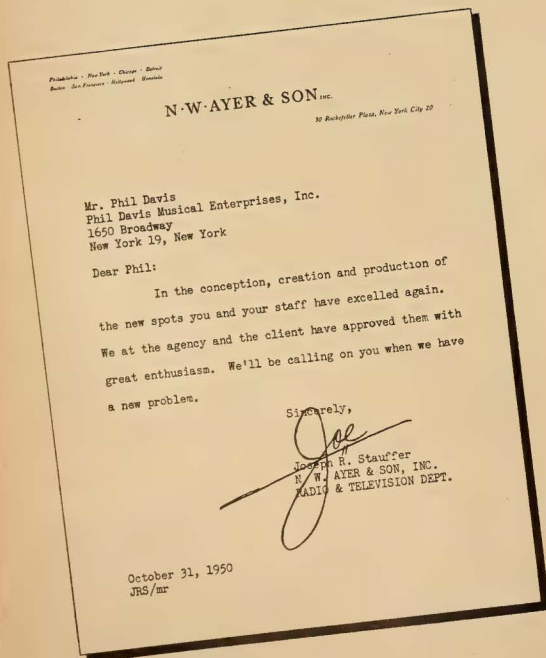 Philadelphia · New York · Chicago · Detroit
Boston · San Francisco · Hollywood · Honolulu
N·W·AYER & SON INC.
30 Rockefeller Plaza, New York City 20
Mr. Phil Davis
Phil Davis Musical Enterprises, Inc.
1650 Broadway
New York 19, New York
Dear Phil:
In the conception, creation and production of
the new spots you and your staff have excelled again.
We at the agency and the client have approved them with
great enthusiasm. We'll be calling on you when we have
a new problem.
Sincerely,
Joe
Joseph R. Stauffer
N. W. AYER & SON, INC.
RADIO & TELEVISION DEPT.
October 31, 1950
JRS/mr